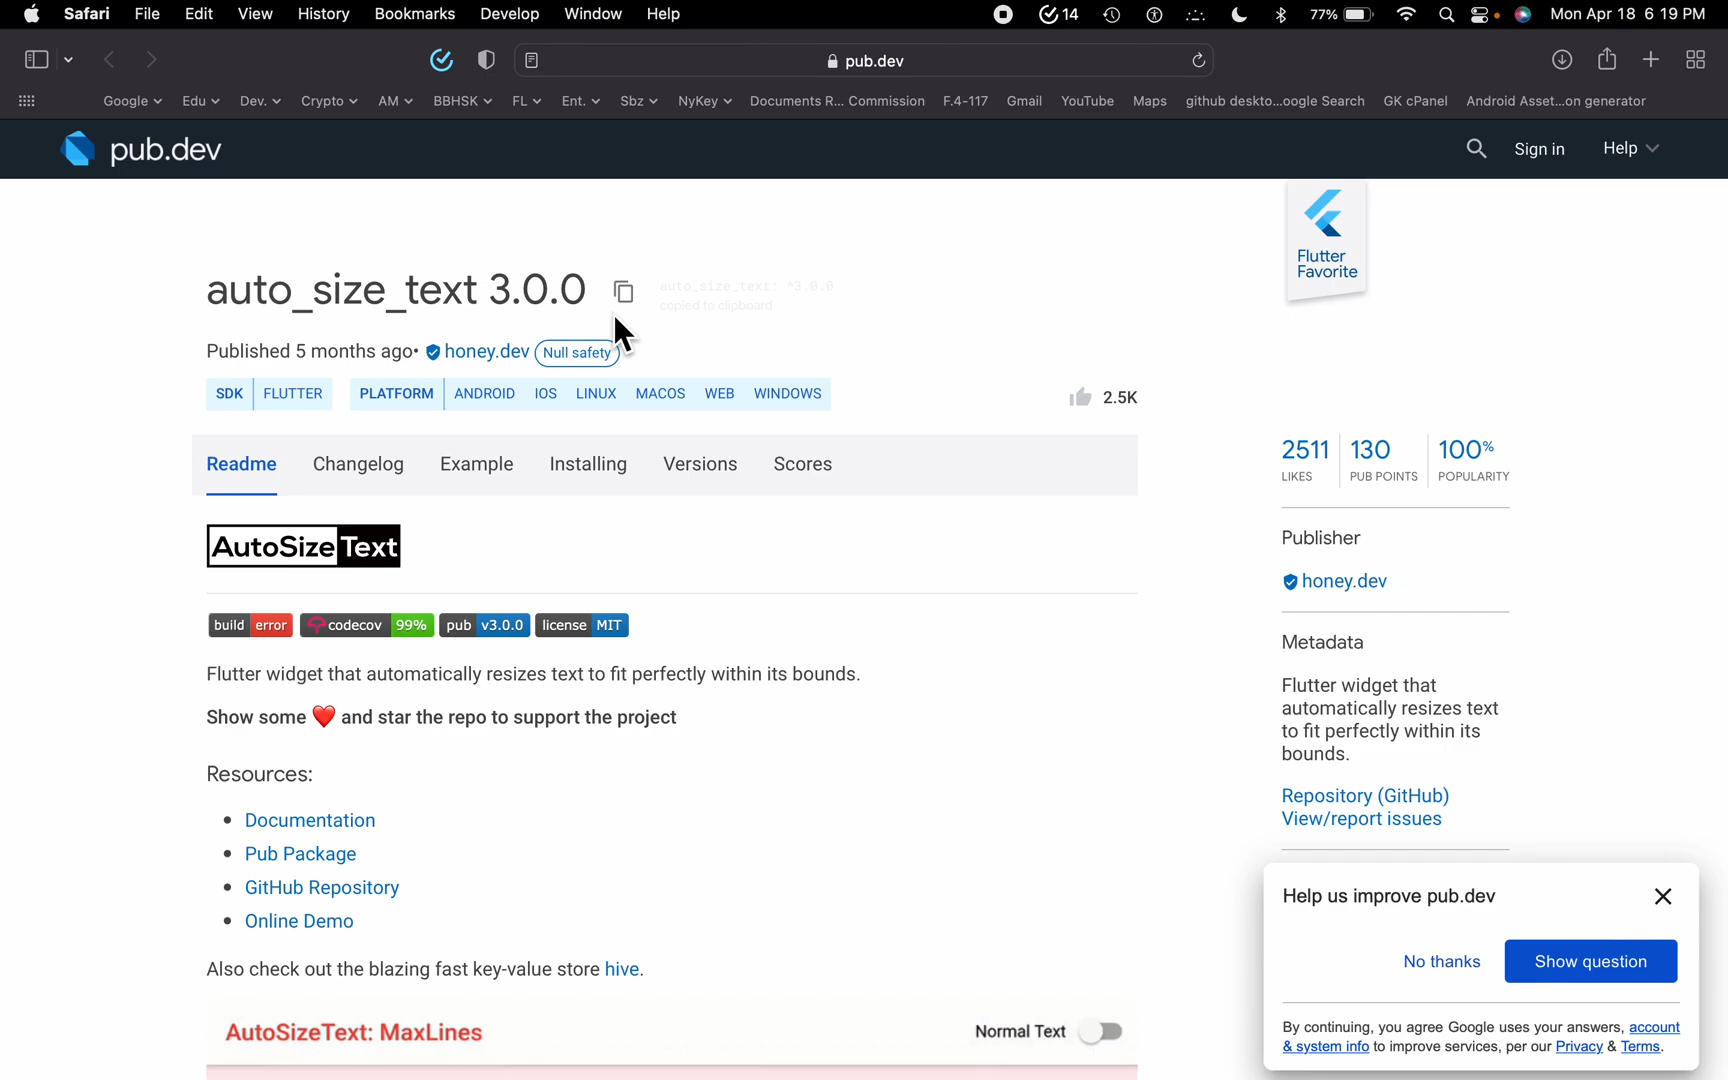 Safari File Edit View History Bookmarks Develop Window Help 14 77% Mon Apr 18 6 19 PM
pub.dev
Google Edu Dev. Crypto AM BBHSK FL Ent. Sbz NyKey Documents R... Commission F.4-117 Gmail YouTube Maps github deskto...oogle Search GK cPanel Android Asset...on generator
pub.dev Sign in Help
Flutter
Favorite
auto_size_text 3.0.0
auto_size_text: ^3.0.0
copied to clipboard
Published 5 months ago• honey.dev Null safety
SDK FLUTTER PLATFORM ANDROID IOS LINUX MACOS WEB WINDOWS 2.5K
Readme Changelog Example Installing Versions Scores
2511 130 100%
LIKES PUB POINTS POPULARITY
AutoSize Text
Publisher
honey.dev
build error codecov 99% pub v3.0.0 license MIT
Metadata
Flutter widget that automatically resizes text to fit perfectly within its bounds.
Show some ❤️ and star the repo to support the project
Flutter widget that
automatically resizes text
to fit perfectly within its
bounds.
Resources:
• Documentation
• Pub Package
• GitHub Repository
• Online Demo
Repository (GitHub)
View/report issues
Also check out the blazing fast key-value store hive.
AutoSizeText: MaxLines Normal Text
Help us improve pub.dev
No thanks Show question
By continuing, you agree Google uses your answers, account
& system info to improve services, per our Privacy & Terms.